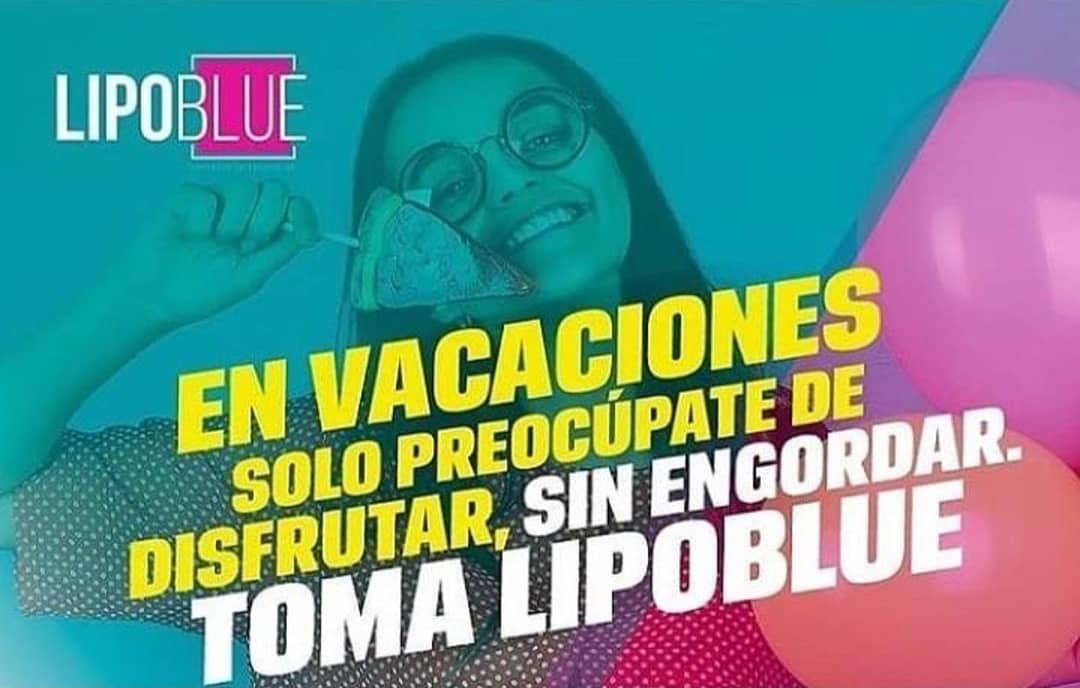 LIPOBLUE
EN VACACIONES
SOLO PREOCÚPATE DE
DISFRUTAR, SIN ENGORDAR.
TOMA LIPOBLUE